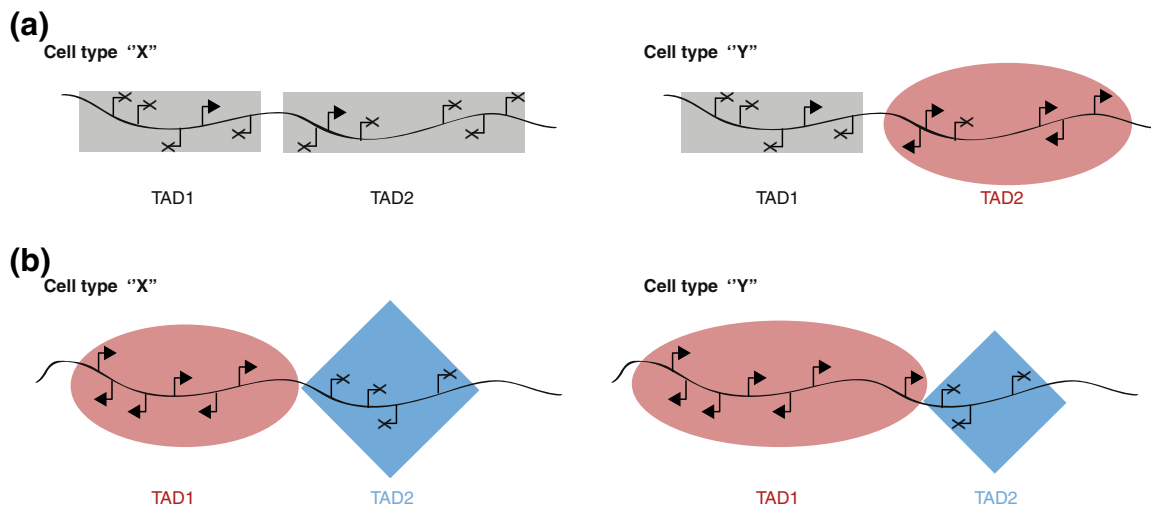 (a)
Cell type ‘‘X’’
Cell type ‘‘Y’’
TAD1
TAD2
TAD1
TAD2
(b)
Cell type ‘‘X’’
Cell type ‘‘Y’’
TAD1
TAD2
TAD1
TAD2